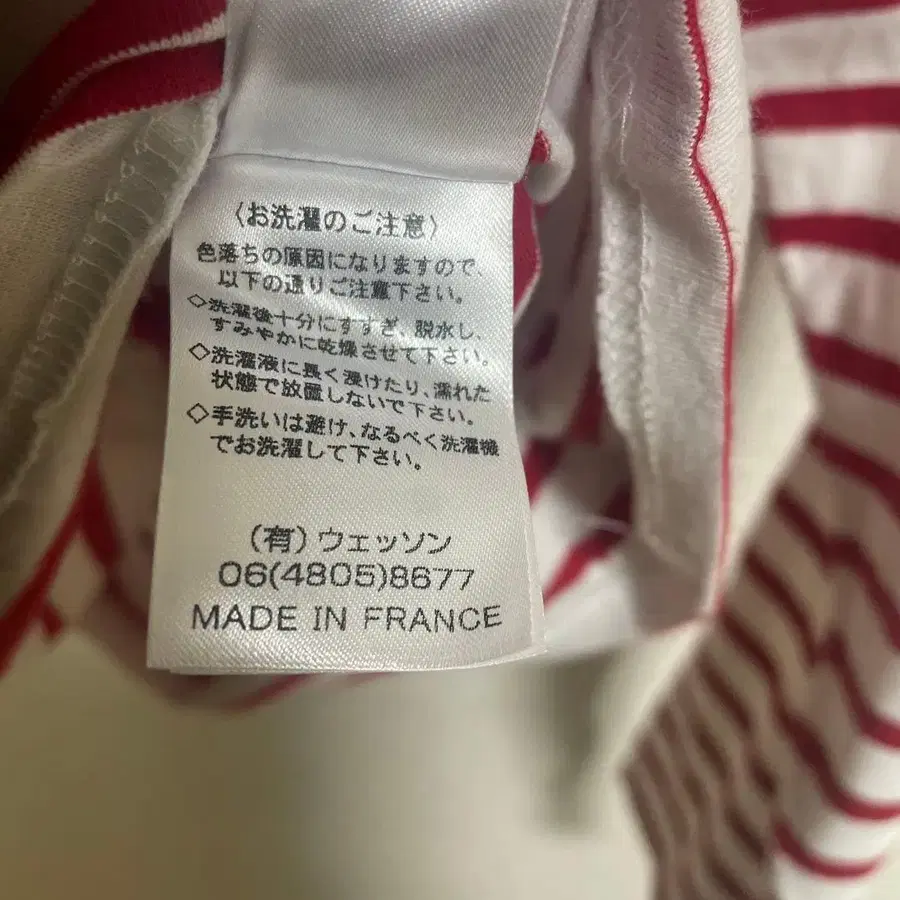 〈お洗濯のご注意〉
色落ちの原因になりますので、
以下の通りご注意下さい。
◇洗濯後十分にすすぎ、脱水し、
すみやかに乾燥させて下さい。
◇洗濯液に長く浸けたり、濡れた
状態で放置しないで下さい。
◇手洗いは避け、なるべく洗濯機
でお洗濯して下さい。
(有)ウェッソン
06(4805)8677
MADE IN FRANCE